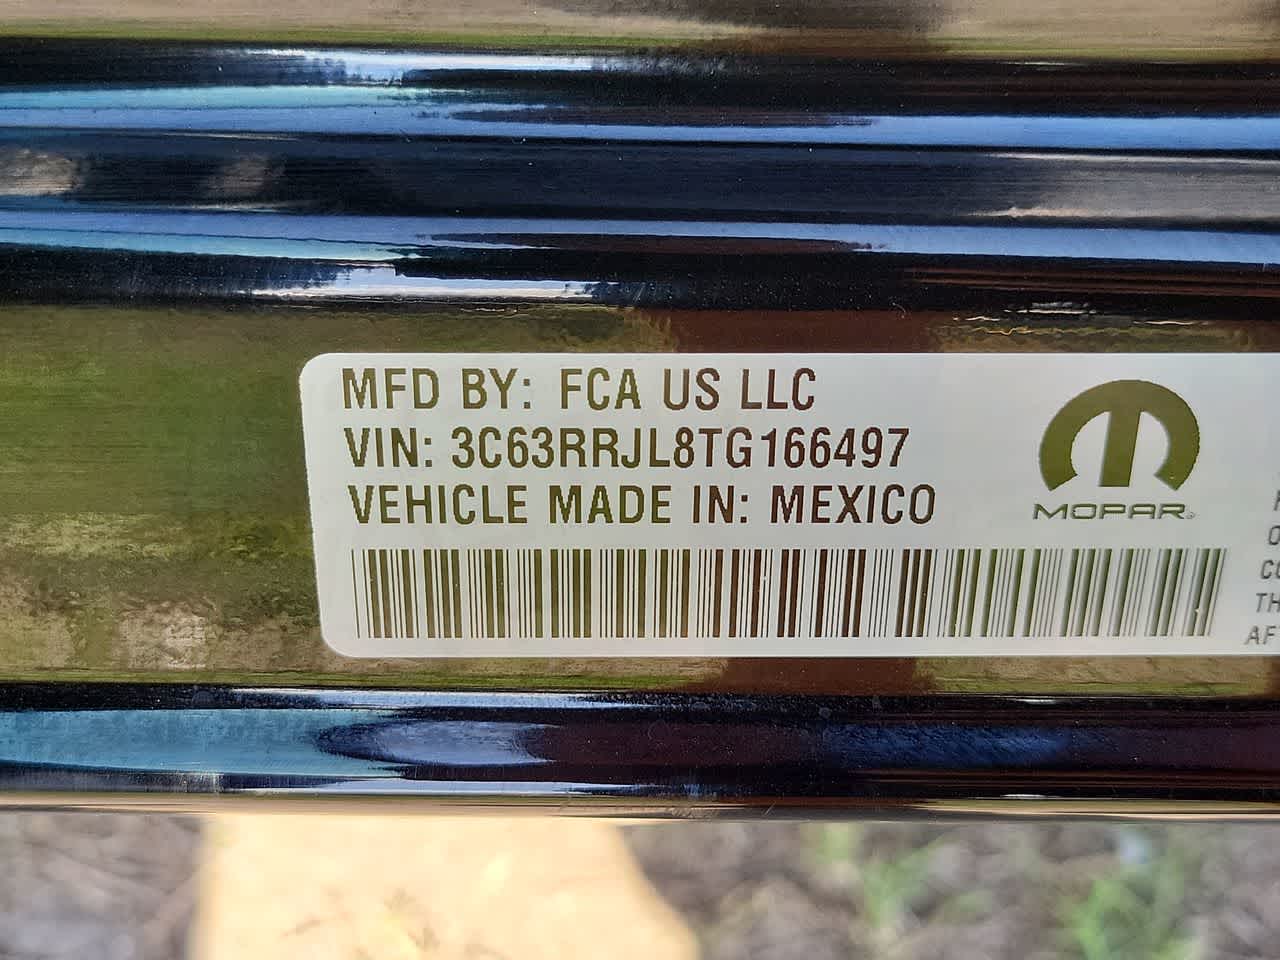 MFD BY: FCA US LLC
VIN: 3C63RRJL8TG166497
VEHICLE MADE IN: MEXICO
MOPAR®